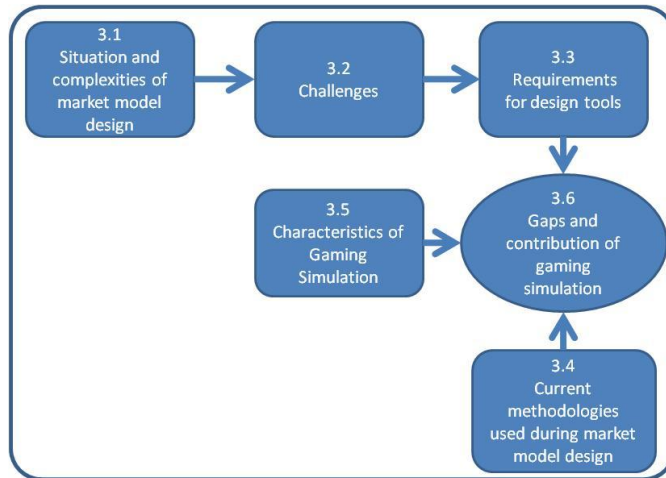 3.1
Situation and
complexities of
market model
design
3.2
Challenges
3.3
Requirements
for design tools
3.5
Characteristics of
Gaming
Simulation
3.6
Gaps and
contribution of
gaming
simulation
3.4
Current
methodologies
used during market
model design